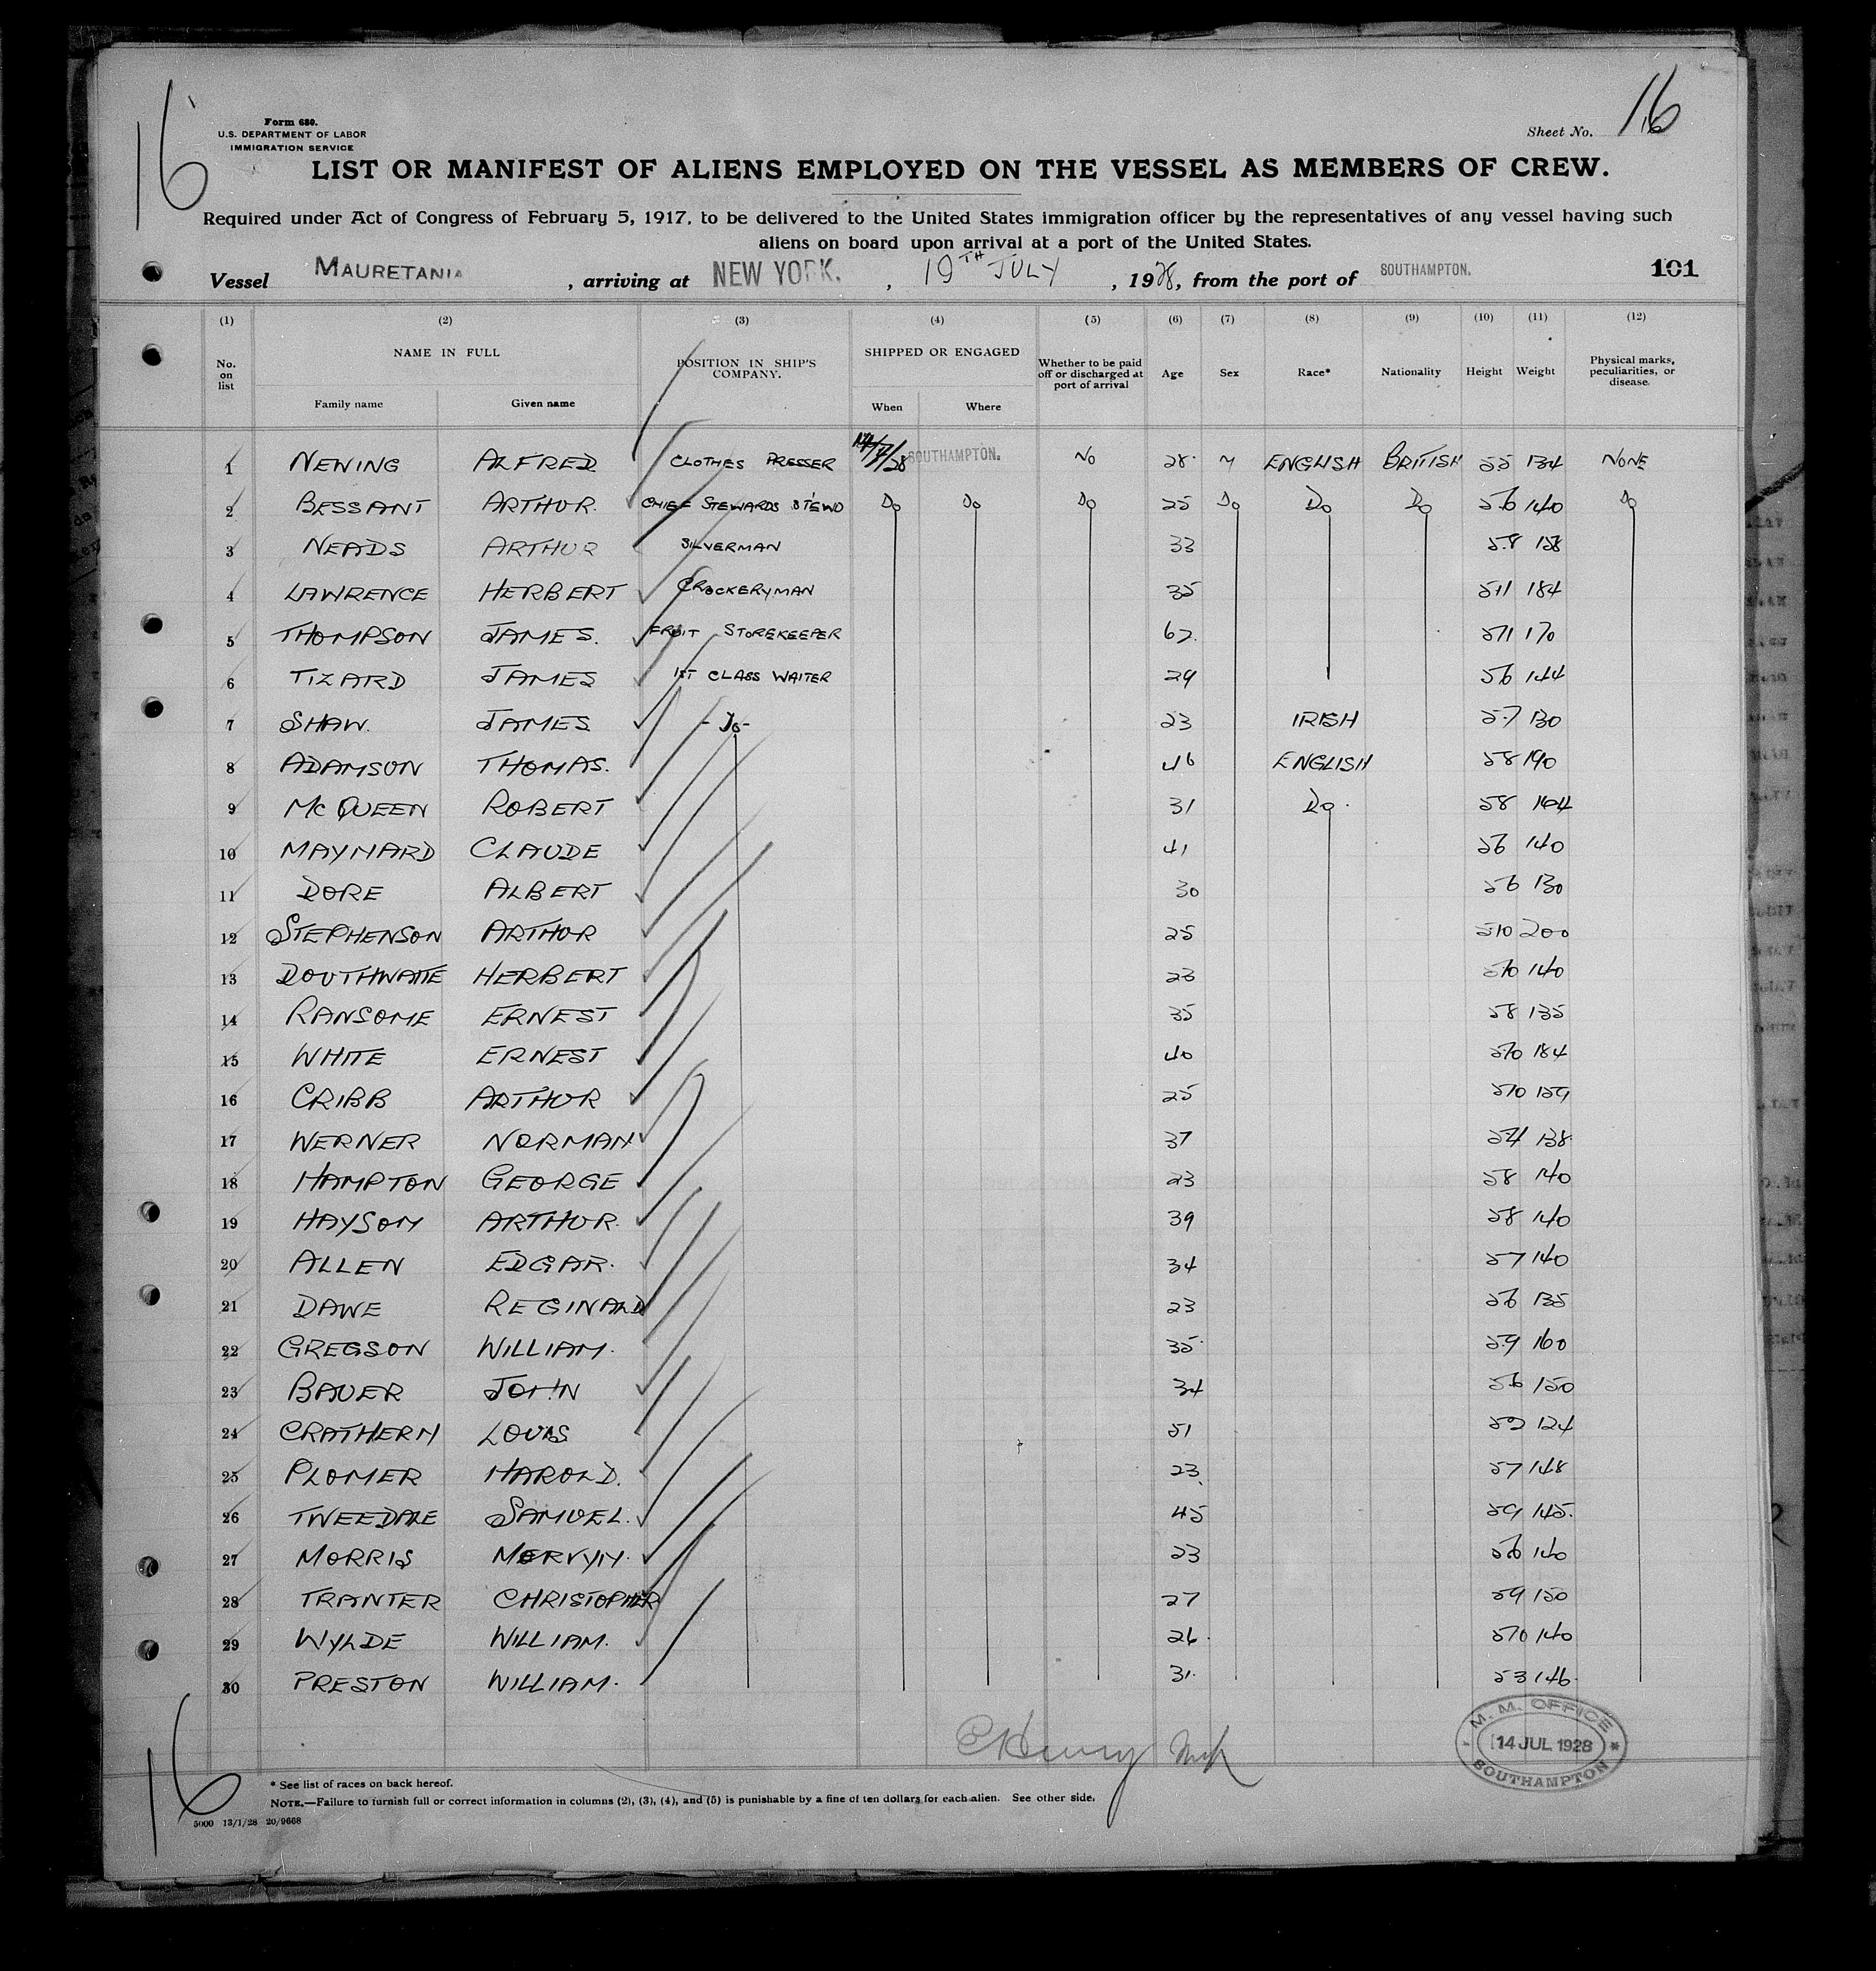 16
Form 680.
U.S. DEPARTMENT OF LABOR
IMMIGRATION SERVICE
Sheet No. 16
LIST OR MANIFEST OF ALIENS EMPLOYED ON THE VESSEL AS MEMBERS OF CREW.
Required under Act of Congress of February 5, 1917, to be delivered to the United States immigration officer by the representatives of any vessel having such
aliens on board upon arrival at a port of the United States.
Vessel MAURETANIA, arriving at NEW YORK., 19TH JULY, 1928, from the port of SOUTHAMPTON. 101
(1) (2) (3) (4) (5) (6) (7) (8) (9) (10) (11) (12)
No. on list NAME IN FULL POSITION IN SHIP'S COMPANY. SHIPPED OR ENGAGED Whether to be paid off or discharged at port of arrival Age Sex Race* Nationality Height Weight Physical marks, peculiarities, or disease.
Family name Given name When Where
1 NEWING ALFRED CLOTHES PRESSER 14/7/28 SOUTHAMPTON. NO 28 M ENGLISH BRITISH 55 134 NONE
2 BESSANT ARTHUR. CHIEF STEWARDS STEWD Do Do Do 25 Do Do Do 56 140 Do
3 NEADS ARTHUR SILVERMAN 33 5.8 158
4 LAWRENCE HERBERT CROCKERYMAN 35 511 184
5 THOMPSON JAMES. FRUIT STOREKEEPER 62. 511 170
6 TIZARD JAMES 1ST CLASS WAITER 29 56 144
7 SHAW. JAMES - Do - 23 IRISH 5.7 130
8 ADAMSON THOMAS. 46 ENGLISH 58 190
9 McQUEEN ROBERT 31 Do. 58 164
10 MAYNARD CLAUDE 41 56 140
11 DORE ALBERT 30 56 130
12 STEPHENSON ARTHUR 25 510 200
13 DOUTHWAITE HERBERT 23 510 140
14 RANSOME ERNEST 35 58 135
15 WHITE ERNEST 40 510 184
16 CRIBB ARTHUR 25 510 159
17 WERNER NORMAN 37 54 138
18 HAMPTON GEORGE 23 58 140
19 HAYSOM ARTHUR. 39 58 140
20 ALLEN EDGAR. 34 57 140
21 DAWE REGINALD 23 56 135
22 GREGSON WILLIAM. 35 59 160
23 BAUER JOHN 34 56 150
24 CRATHERN LOUIS 51 52 124
25 PLOMER HAROLD. 23 57 148
26 TWEEDALE SAMUEL. 45 59 145.
27 MORRIS MERVYN. 23 56 140
28 TRANTER CHRISTOPHER 27 59 150
29 WYLDE WILLIAM. 26. 510 140
30 PRESTON WILLIAM. 31. 53 146.
M. M. OFFICE
14 JUL 1928
SOUTHAMPTON
16
* See list of races on back hereof.
NOTE.—Failure to furnish full or correct information in columns (2), (3), (4), and (5) is punishable by a fine of ten dollars for each alien. See other side.
5000 13/1/28 20/9668